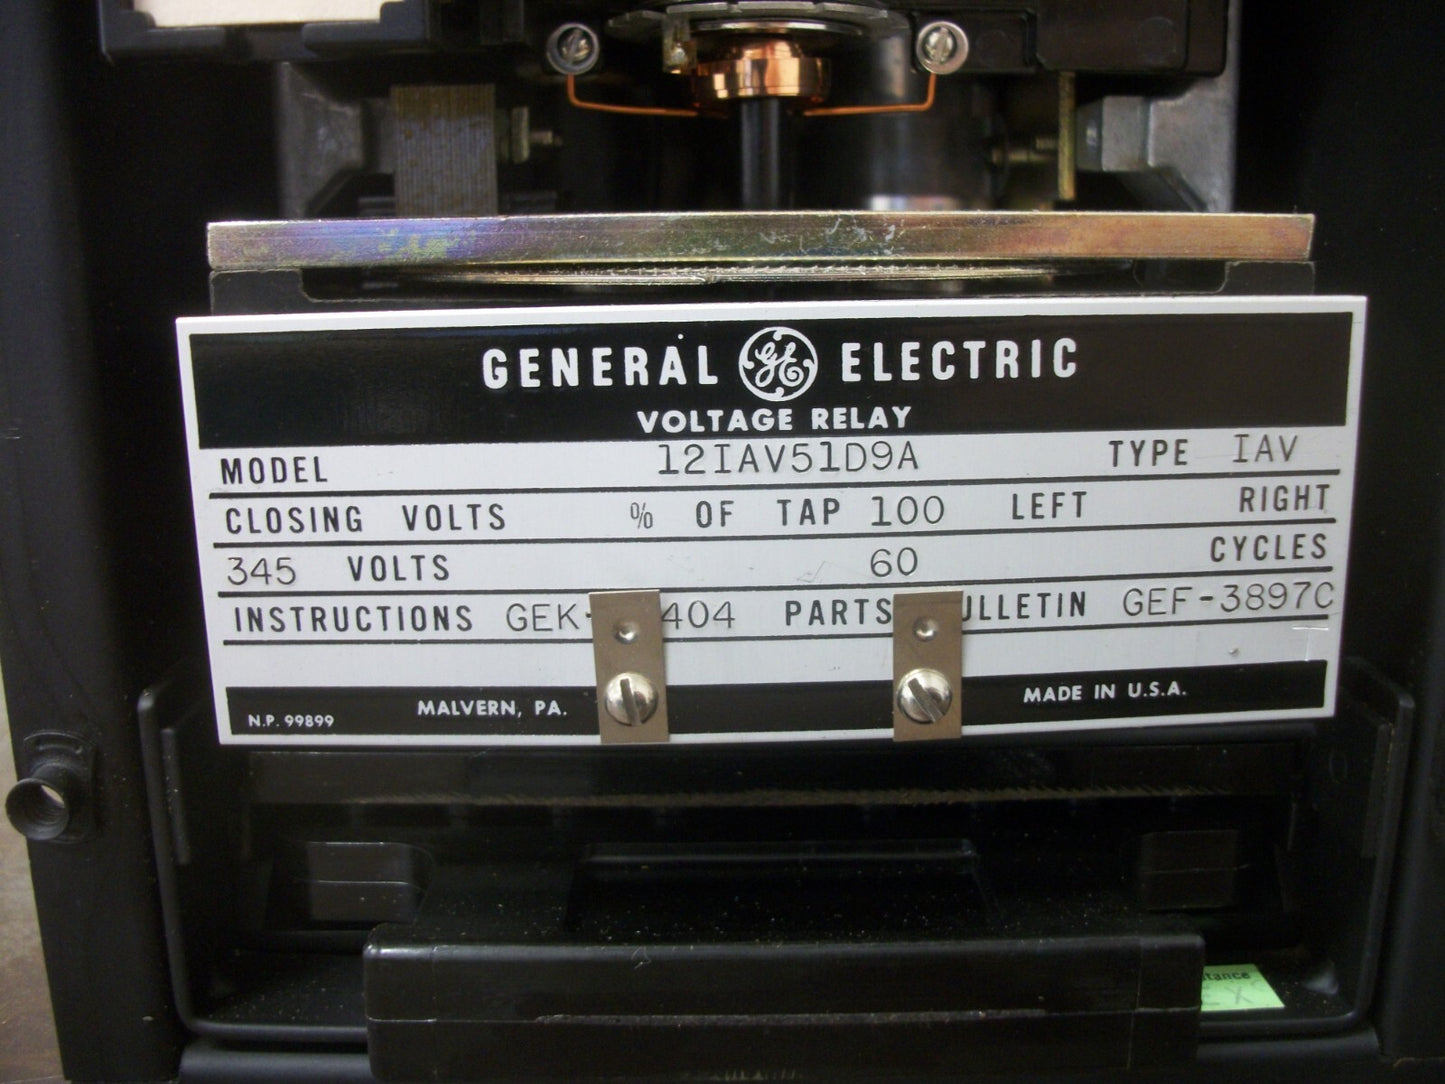 GENERAL GE ELECTRIC
VOLTAGE RELAY
MODEL 12IAV51D9A TYPE IAV
CLOSING VOLTS % OF TAP 100 LEFT RIGHT
345 VOLTS 60 CYCLES
INSTRUCTIONS GEK- 404 PARTS ULLETIN GEF-3897C
N.P. 99899 MALVERN, PA. MADE IN U.S.A.